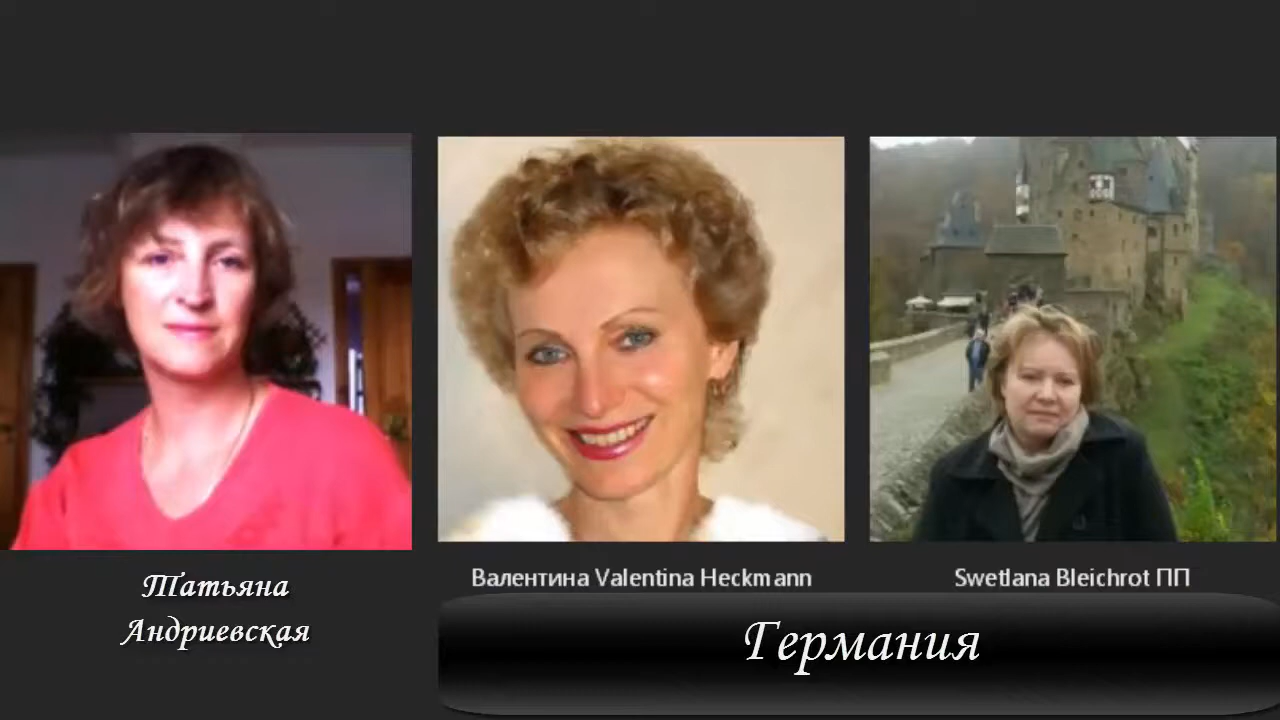 Татьяна
Андриевская
Валентина Valentina Heckmann
Swetlana Bleichrot ПП
Германия